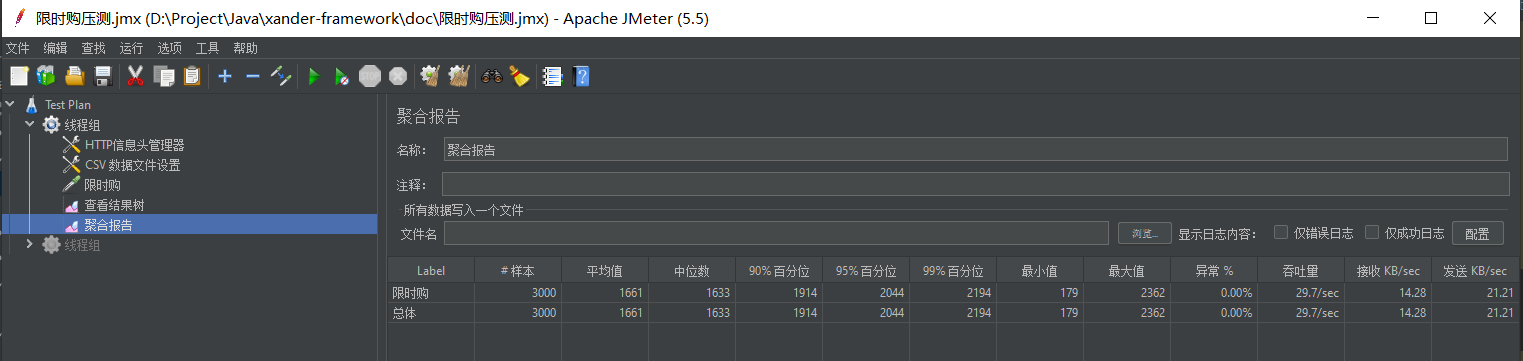 限时购压测.jmx (D:\Project\Java\xander-framework\doc\限时购压测.jmx) - Apache JMeter (5.5)
文件 编辑 查找 运行 选项 工具 帮助
STOP
Test Plan
线程组
HTTP信息头管理器
CSV 数据文件设置
限时购
查看结果树
聚合报告
线程组
聚合报告
名称： 聚合报告
注释：
所有数据写入一个文件
文件名 浏览... 显示日志内容： 仅错误日志 仅成功日志 配置
Label # 样本 平均值 中位数 90% 百分位 95% 百分位 99% 百分位 最小值 最大值 异常 % 吞吐量 接收 KB/sec 发送 KB/sec
限时购 3000 1661 1633 1914 2044 2194 179 2362 0.00% 29.7/sec 14.28 21.21
总体 3000 1661 1633 1914 2044 2194 179 2362 0.00% 29.7/sec 14.28 21.21